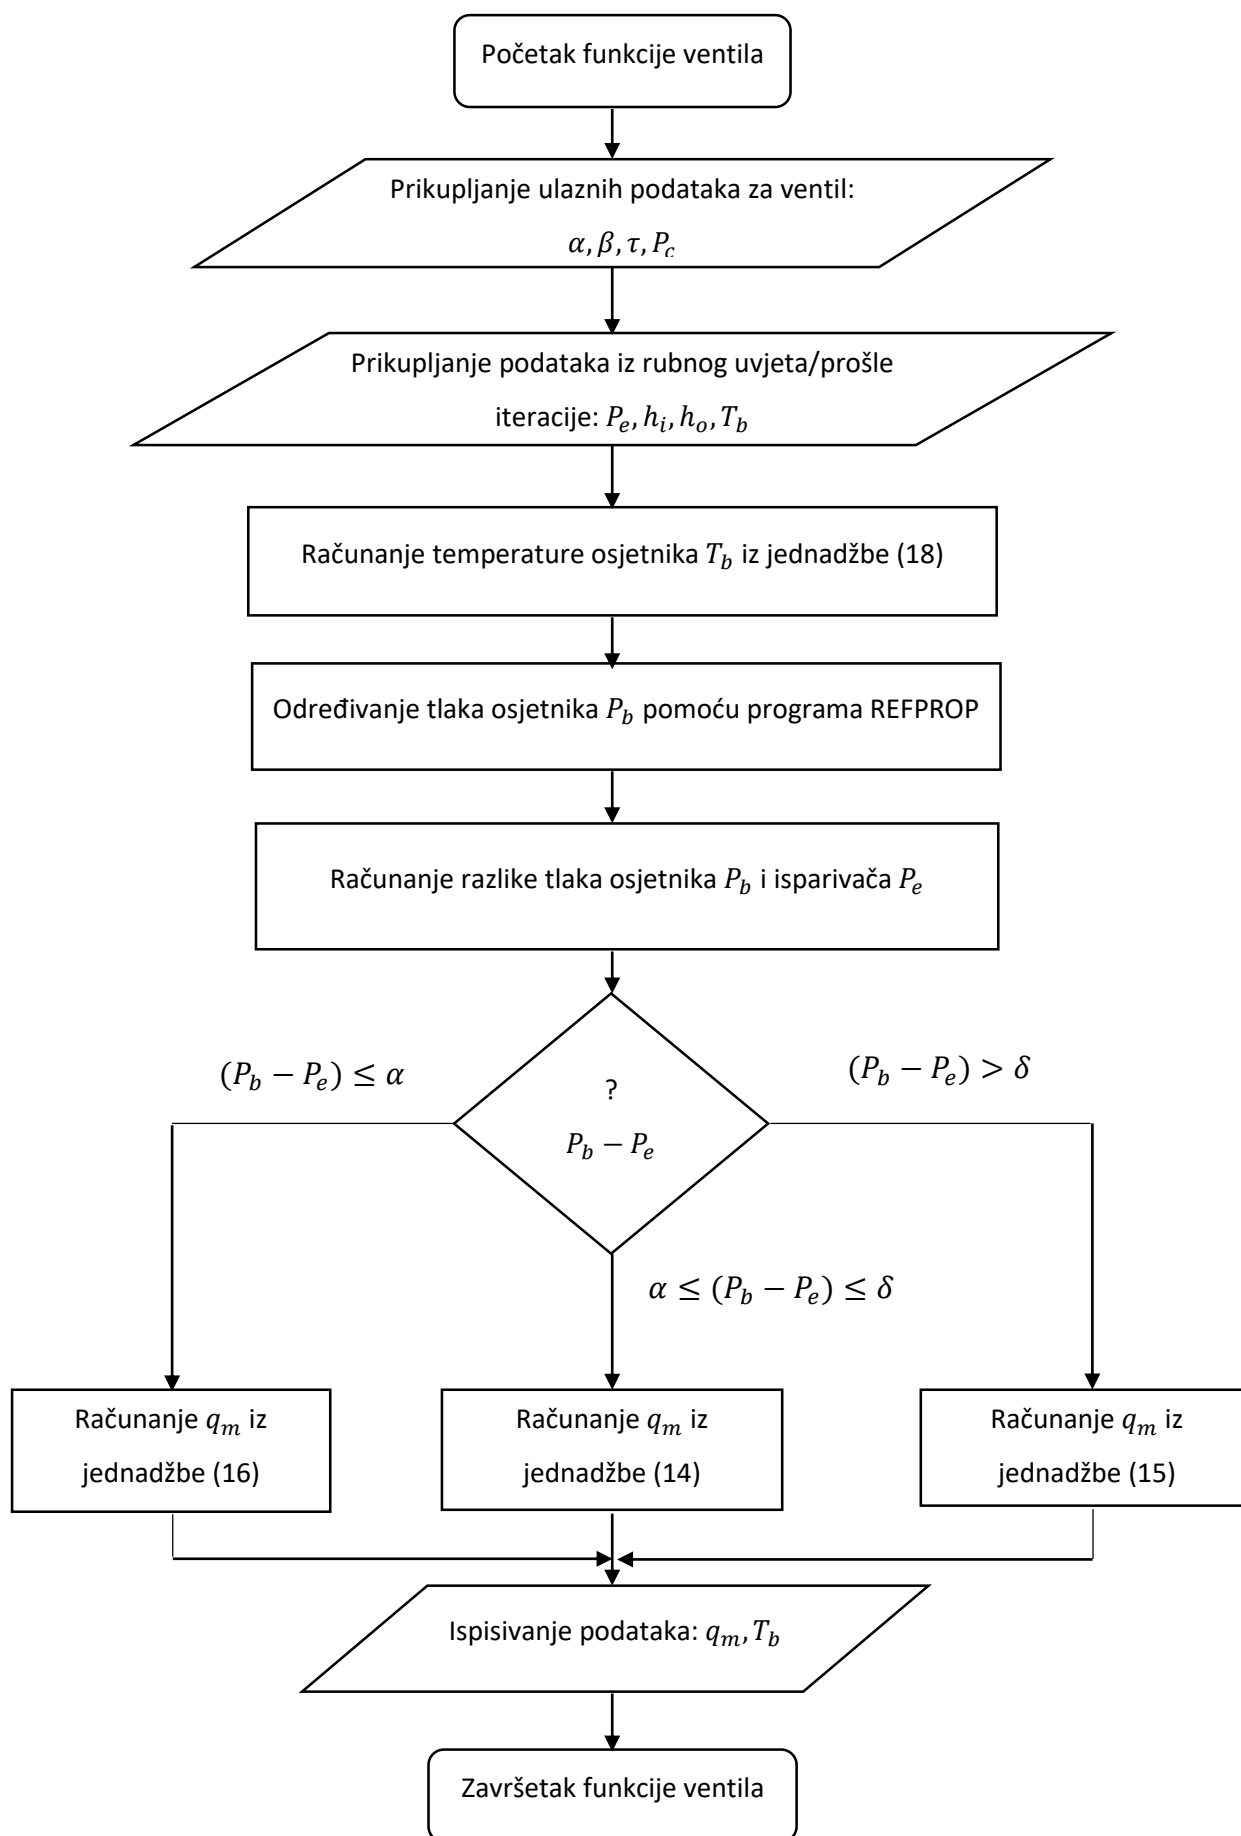 Početak funkcije ventila
Prikupljanje ulaznih podataka za ventil:
α, β, τ, P_c
Prikupljanje podataka iz rubnog uvjeta/prošle
iteracije: P_e, h_i, h_o, T_b
Računanje temperature osjetnika T_b iz jednadžbe (18)
Određivanje tlaka osjetnika P_b pomoću programa REFPROP
Računanje razlike tlaka osjetnika P_b i isparivača P_e
(P_b − P_e) ≤ α
?
P_b − P_e
(P_b − P_e) > δ
α ≤ (P_b − P_e) ≤ δ
Računanje q_m iz
jednadžbe (16)
Računanje q_m iz
jednadžbe (14)
Računanje q_m iz
jednadžbe (15)
Ispisivanje podataka: q_m, T_b
Završetak funkcije ventila